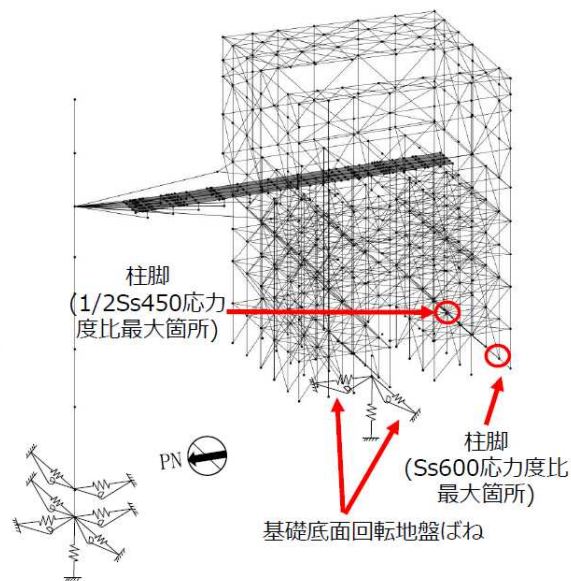 柱脚
(1/2Ss450応力
度比最大箇所)
PN
柱脚
(Ss600応力度比
最大箇所)
基礎底面回転地盤ばね